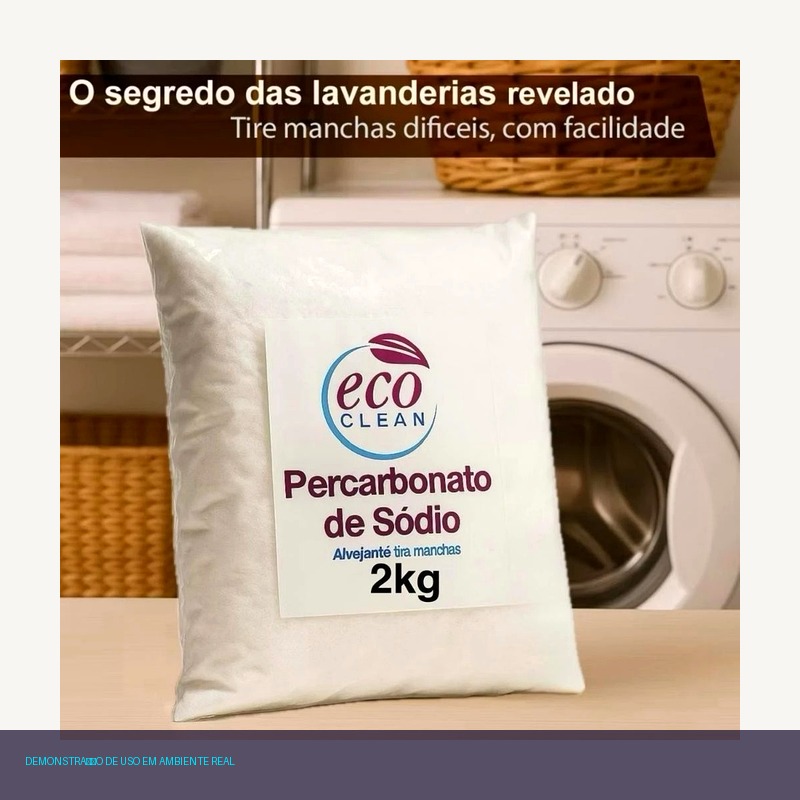 O segredo das lavanderias revelado
Tire manchas dificeis, com facilidade
eco
CLEAN
Percarbonato
de Sódio
Alvejanté tira manchas
2kg
DE USO EM AMBIENTE REAL